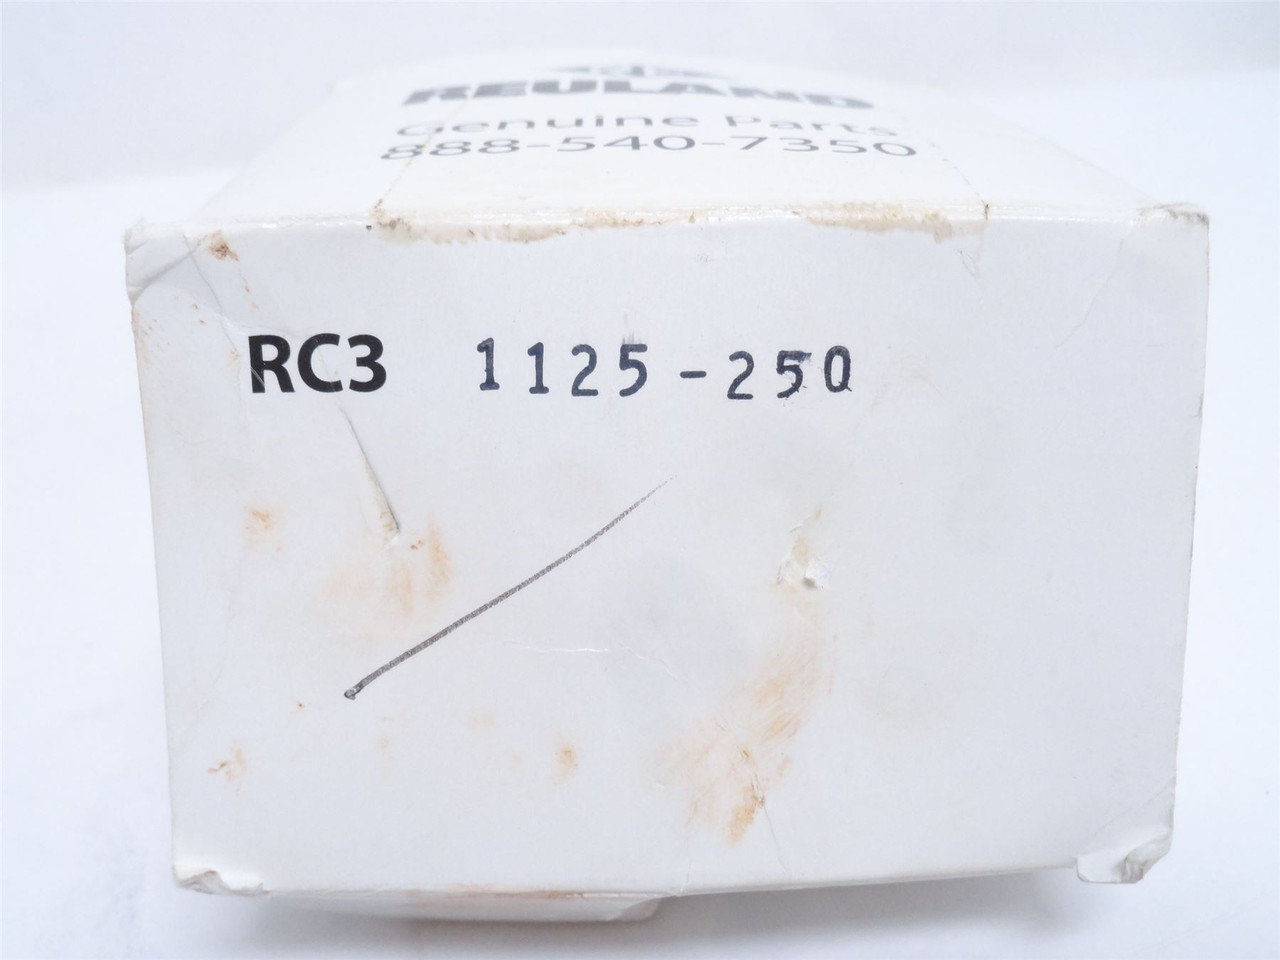 REULAND
Genuine Parts
888-540-7350
RC3 1125-250